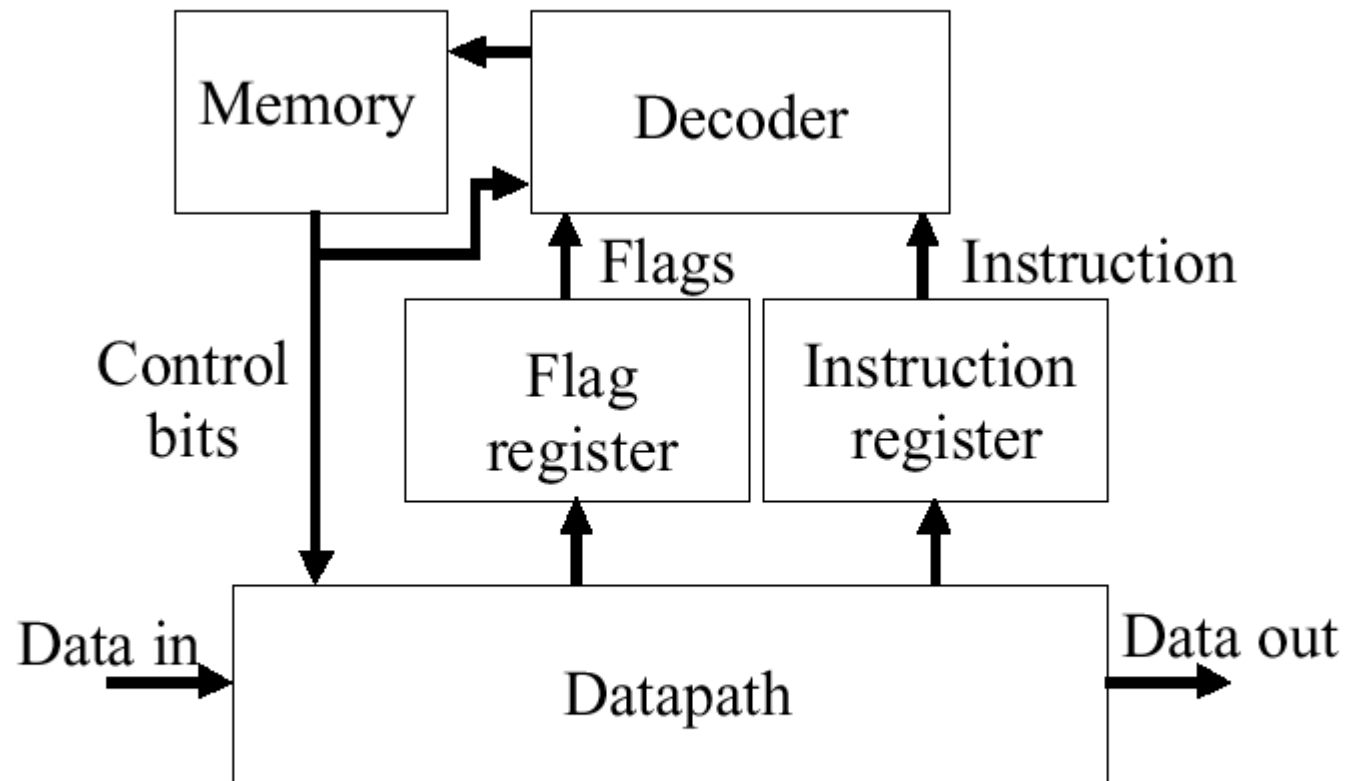 Memory
Decoder
Flags
Instruction
Control
bits
Flag
register
Instruction
register
Data in
Data out
Datapath